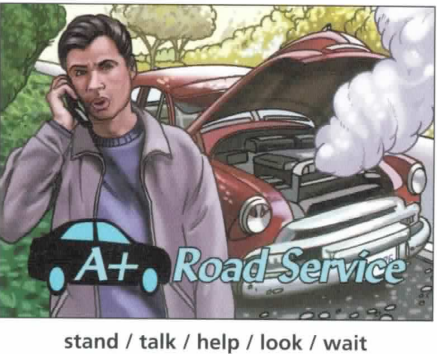 A+ Road Service
stand / talk / help / look / wait